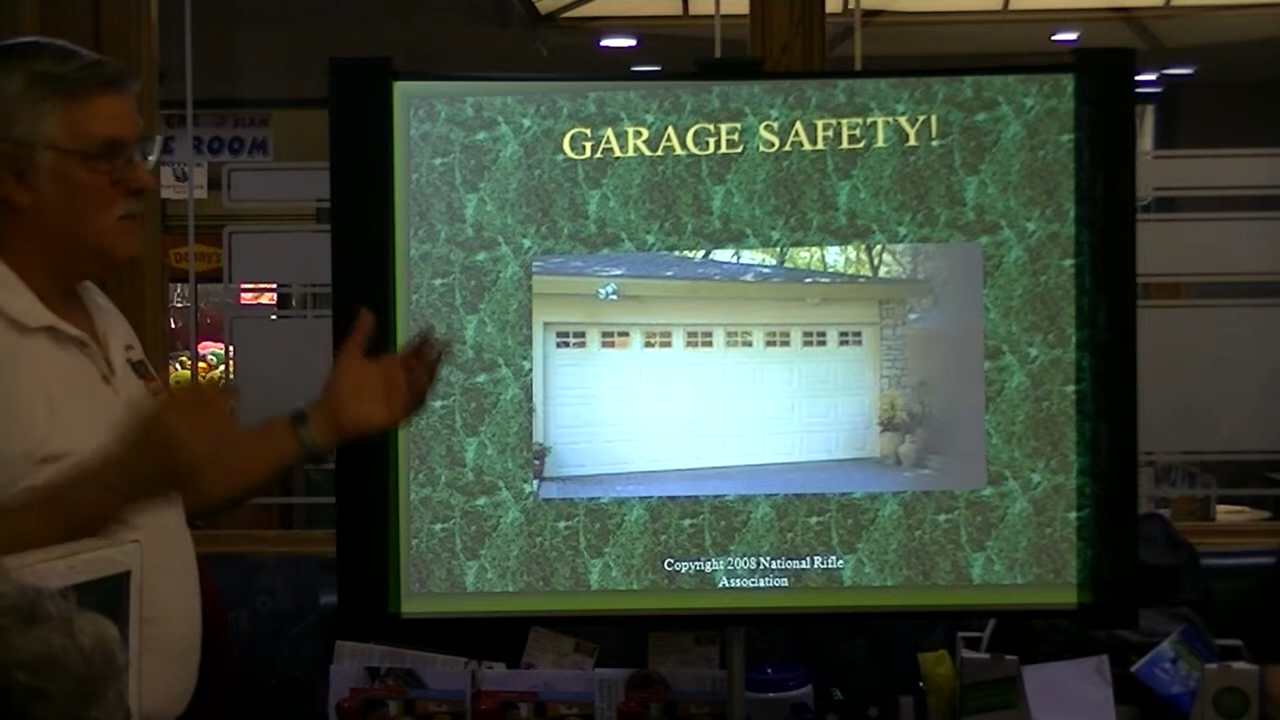 GARAGE SAFETY!
ROOM
Denny's
Copyright 2008 National Rifle
Association